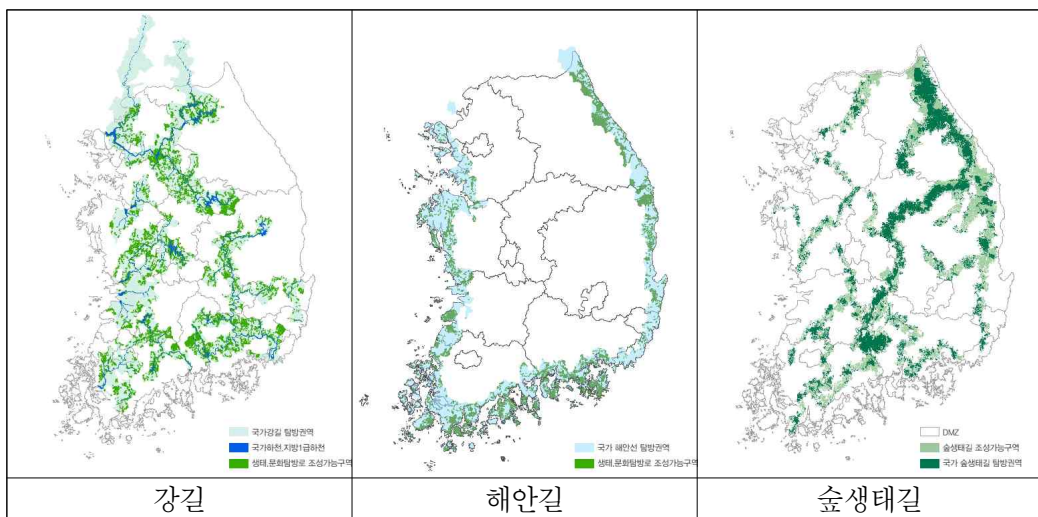 국가강길 탐방권역
국가하천,지방1급하천
생태,문화탐방로 조성가능구역
국가 해안선 탐방권역
생태,문화탐방로 조성가능구역
DMZ
숲생태길 조성가능구역
국가 숲생태길 탐방권역
강길
해안길
숲생태길